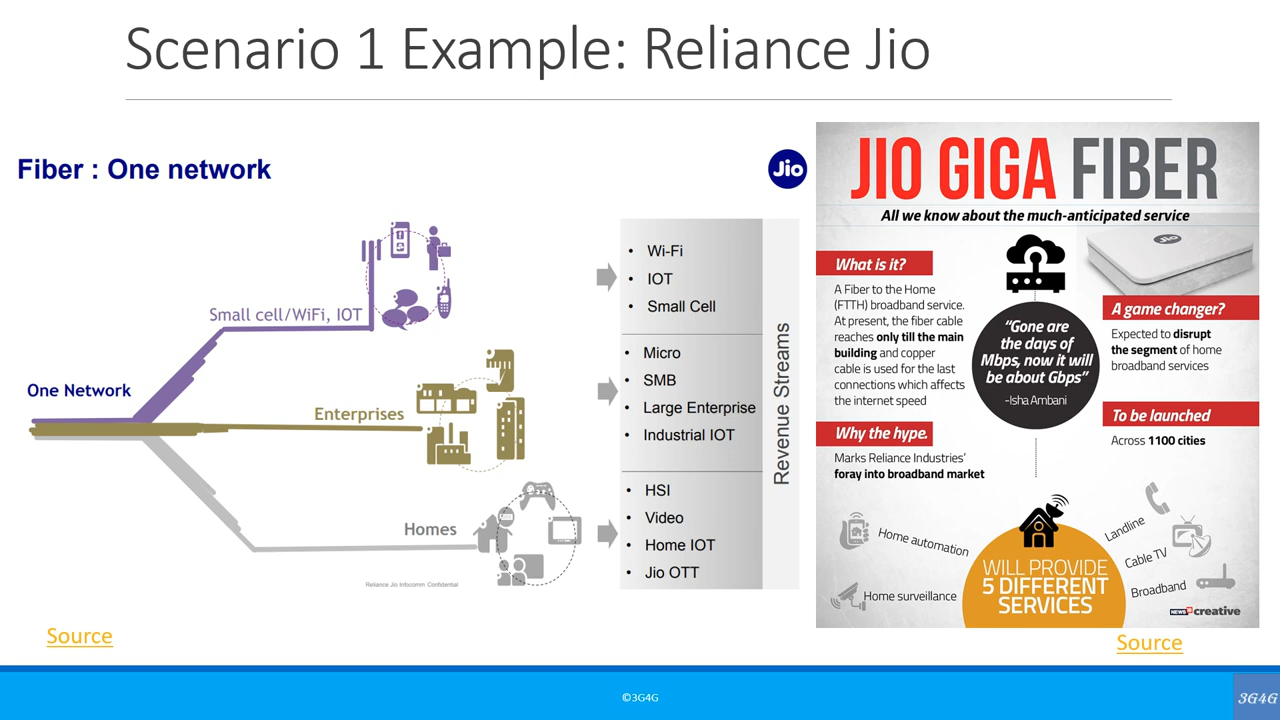 Scenario 1 Example: Reliance Jio
Fiber : One network
Jio
One Network
Small cell/WiFi, IOT
Enterprises
Homes
Reliance Jio Infocomm Confidential
• Wi-Fi
• IOT
• Small Cell
• Micro
• SMB
• Large Enterprise
• Industrial IOT
• HSI
• Video
• Home IOT
• Jio OTT
Revenue Streams
Source
JIO GIGA FIBER
All we know about the much-anticipated service
What is it?
A Fiber to the Home
(FTTH) broadband service.
At present, the fiber cable
reaches only till the main
building and copper
cable is used for the last
connections which affects
the internet speed
Why the hype.
Marks Reliance Industries'
foray into broadband market
"Gone are
the days of
Mbps, now it will
be about Gbps"
-Isha Ambani
Jio
A game changer?
Expected to disrupt
the segment of home
broadband services
To be launched
Across 1100 cities
Home automation
Home surveillance
WILL PROVIDE
5 DIFFERENT
SERVICES
Landline
Cable TV
Broadband
NEWS18 creative
Source
©3G4G
3G4G